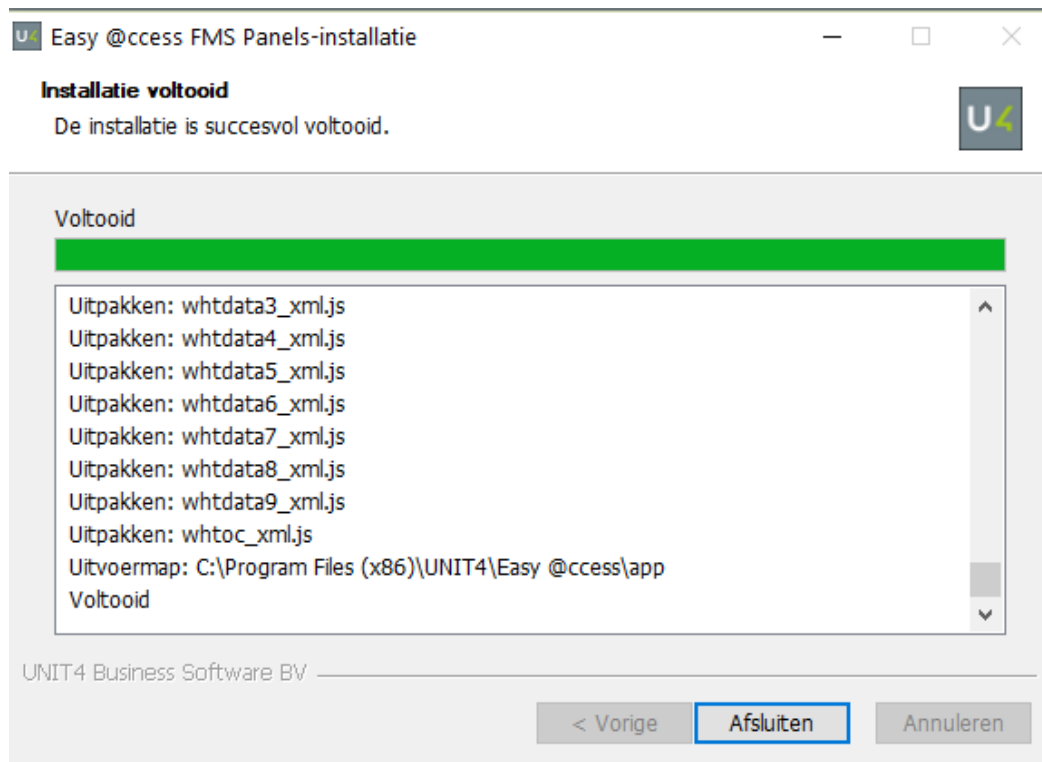 U4 Easy @ccess FMS Panels-installatie
Installatie voltooid
De installatie is succesvol voltooid.
U4
Voltooid
Uitpakken: whtdata3_xml.js
Uitpakken: whtdata4_xml.js
Uitpakken: whtdata5_xml.js
Uitpakken: whtdata6_xml.js
Uitpakken: whtdata7_xml.js
Uitpakken: whtdata8_xml.js
Uitpakken: whtdata9_xml.js
Uitpakken: whtoc_xml.js
Uitvoermap: C:\Program Files (x86)\UNIT4\Easy @ccess\app
Voltooid
UNIT4 Business Software BV
< Vorige Afsluiten Annuleren